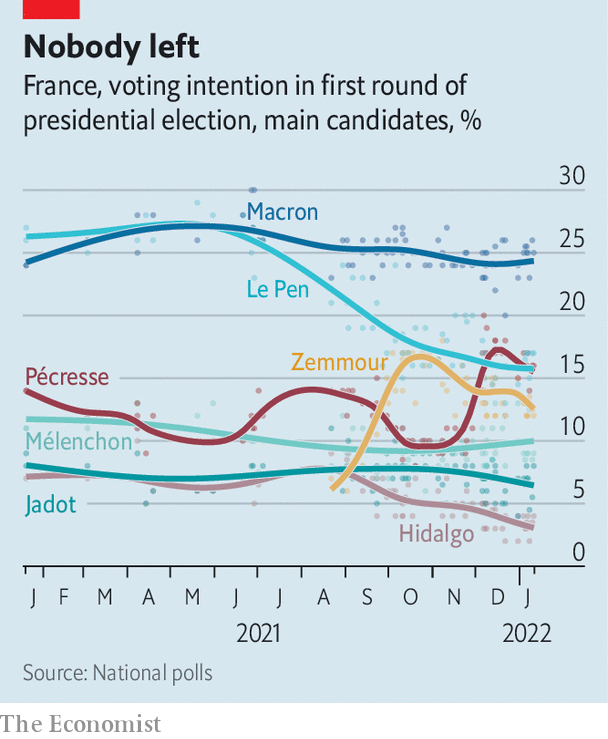 Nobody left
France, voting intention in first round of
presidential election, main candidates, %
30
Macron
25
Le Pen
20
Zemmour
15
Pécresse
10
Mélenchon
5
Jadot
Hidalgo
0
J F M A M J J A S O N D J
2021 2022
Source: National polls
The Economist